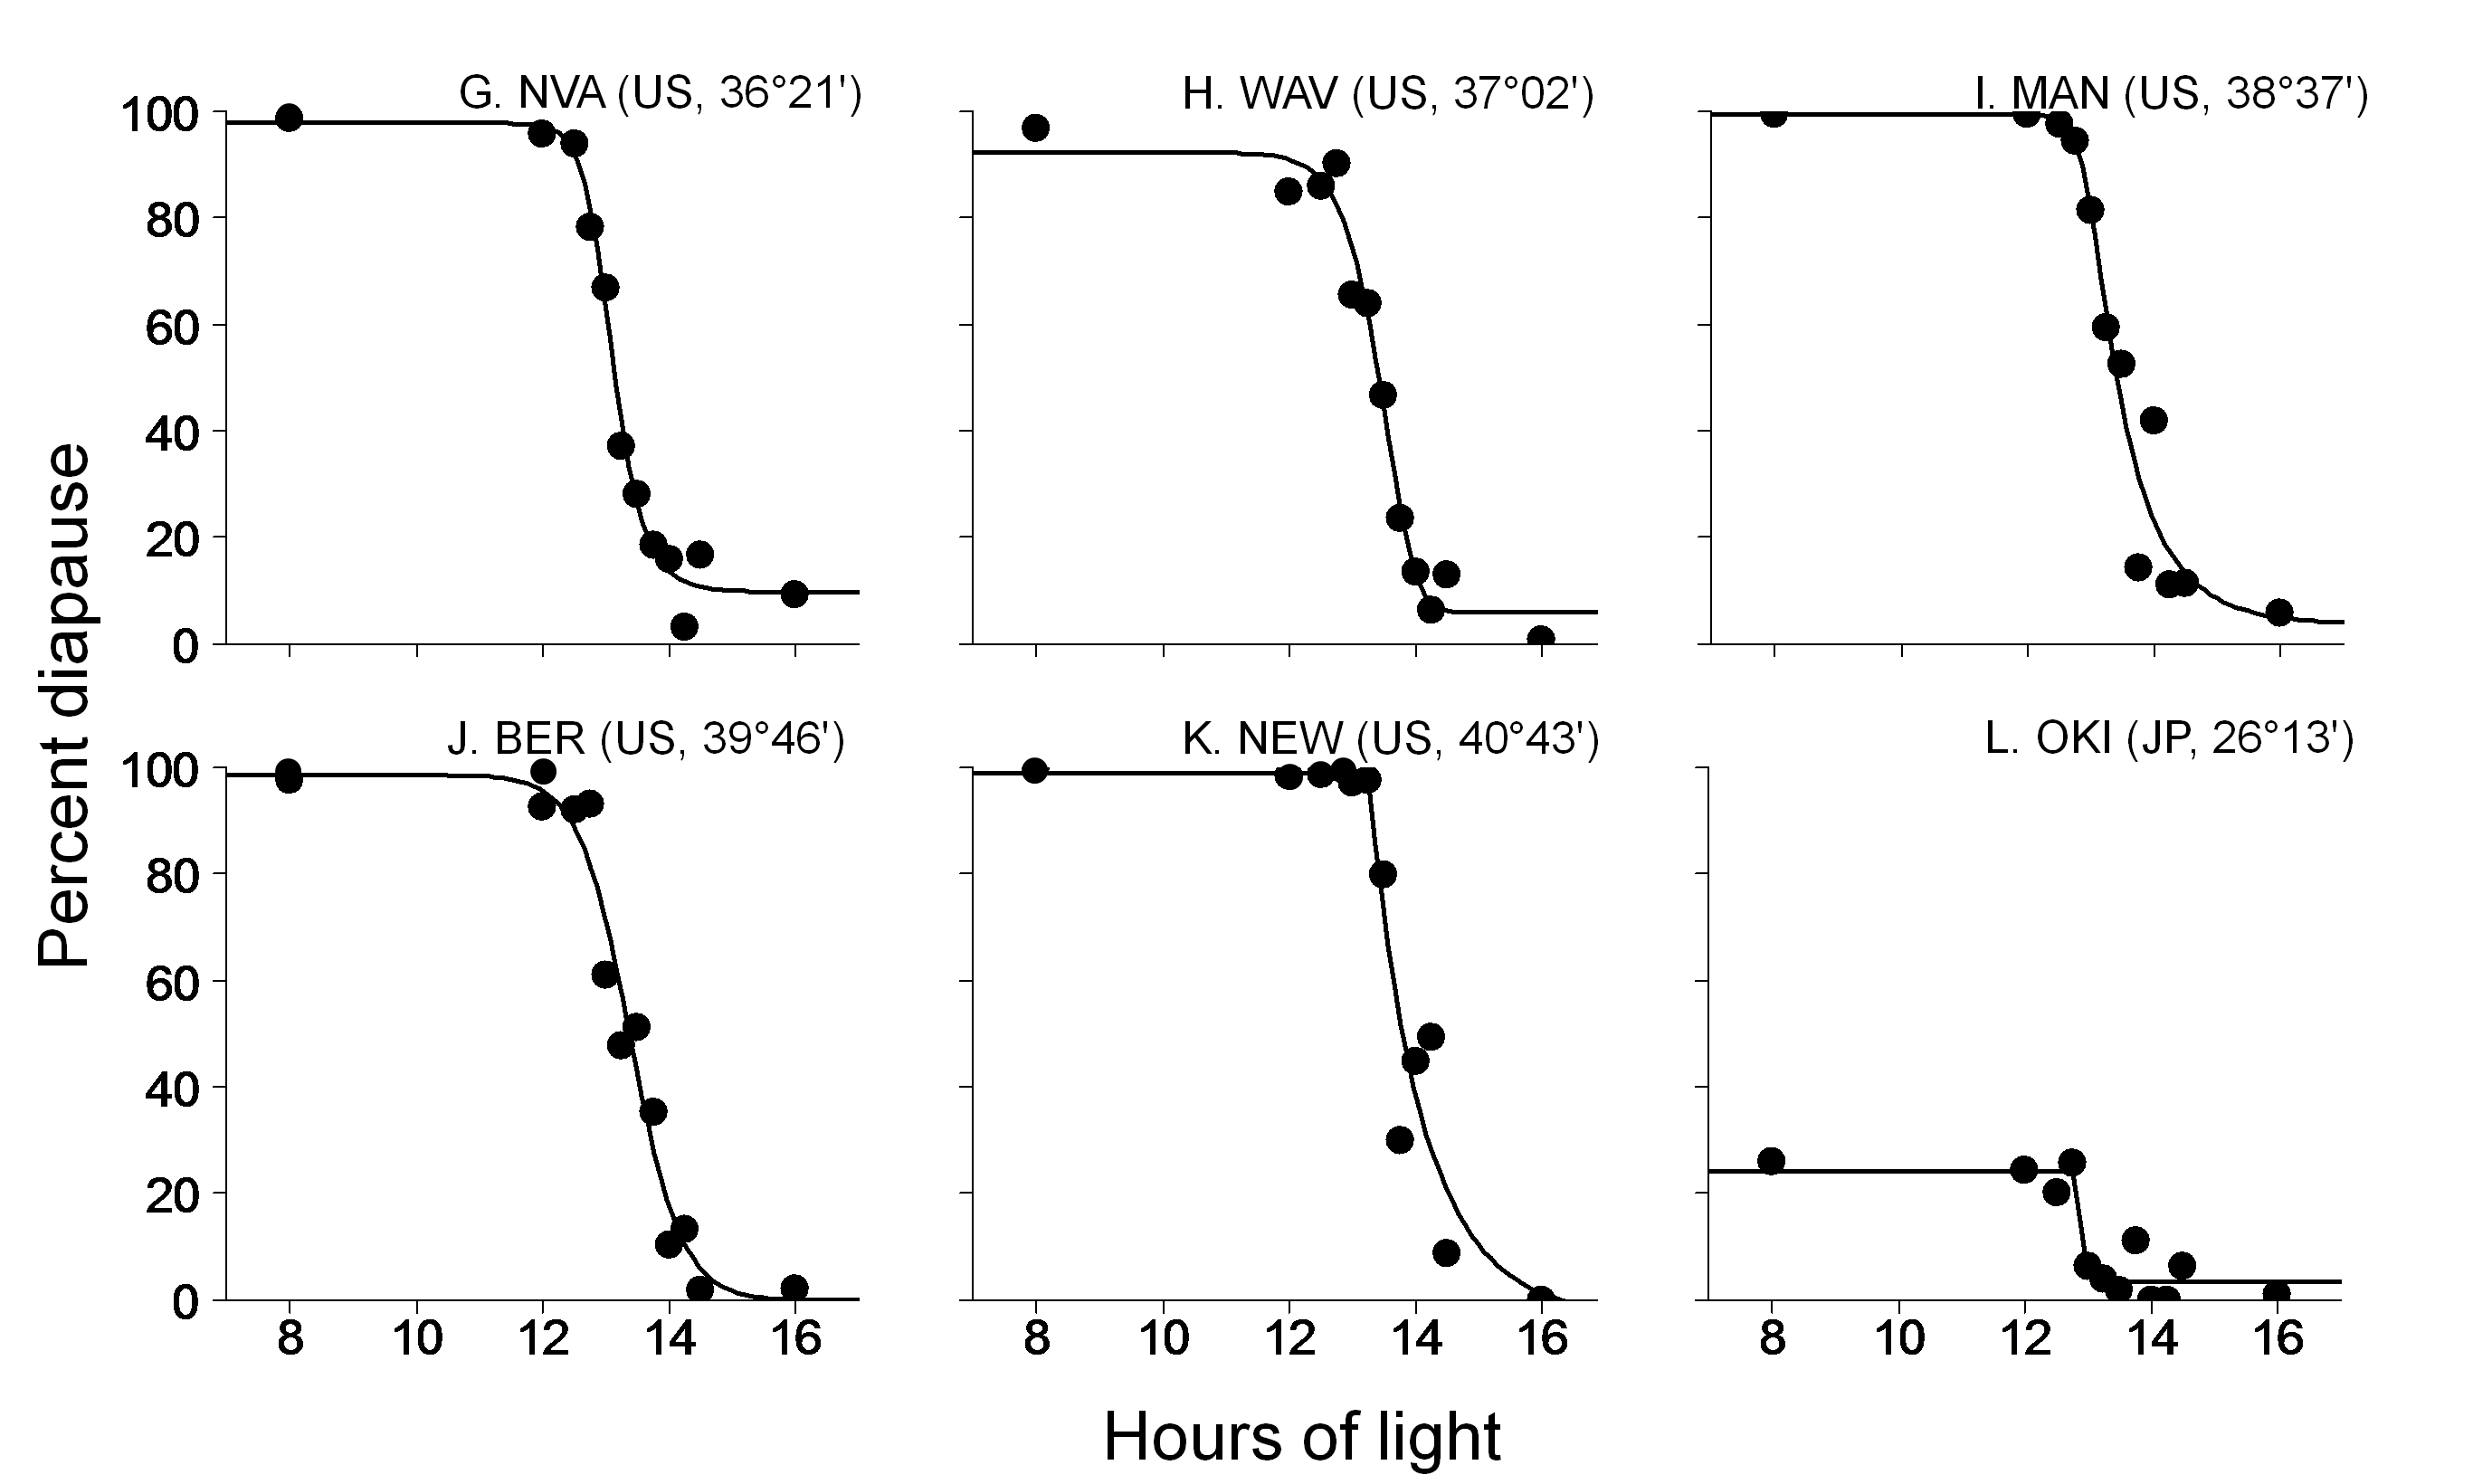 G. NVA (US, 36°21')
H. WAV (US, 37°02')
I. MAN (US, 38°37')
100
80
60
40
20
0
Percent diapause
J. BER (US, 39°46')
K. NEW (US, 40°43')
L. OKI (JP, 26°13')
100
80
60
40
20
0
8 10 12 14 16
8 10 12 14 16
8 10 12 14 16
Hours of light